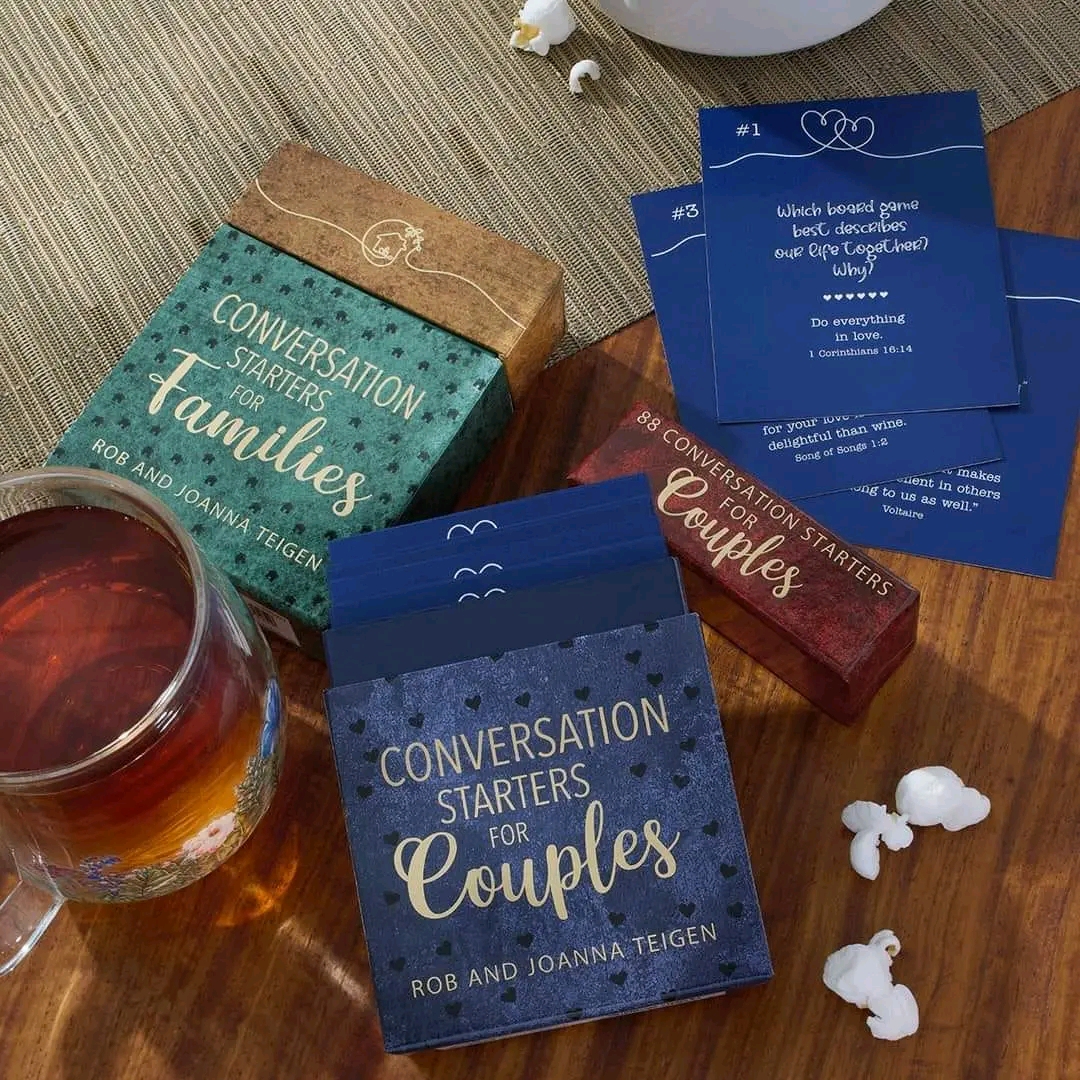 #1
Which board game
best describes
our life together?
Why?
Do everything
in love.
1 Corinthians 16:14
#3
for your love is
delightful than wine.
Song of Songs 1:2
makes
in others
to us as well."
Voltaire
CONVERSATION
STARTERS
FOR
Families
ROB AND JOANNA TEIGEN
88 CONVERSATION STARTERS
FOR
Couples
CONVERSATION
STARTERS
FOR
Couples
ROB AND JOANNA TEIGEN